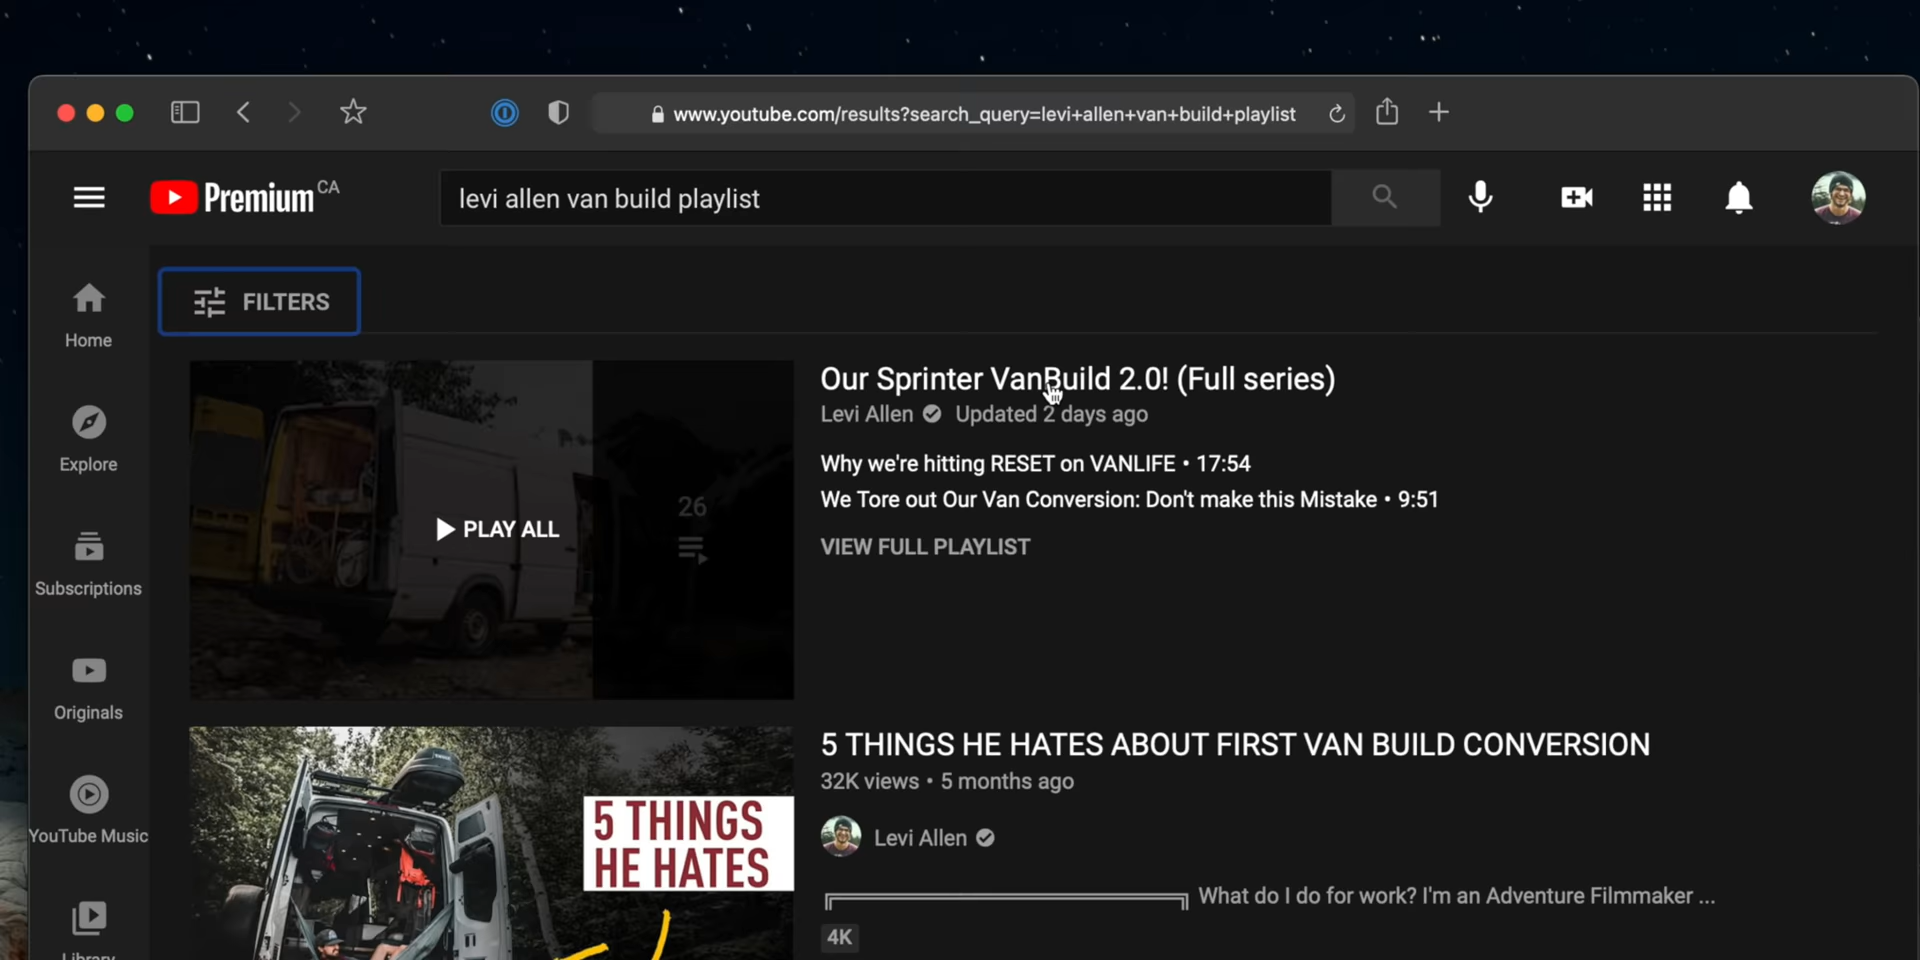 www.youtube.com/results?search_query=levi+allen+van+build+playlist
Premium CA
levi allen van build playlist
FILTERS
Home
Explore
Subscriptions
Originals
YouTube Music
Library
26
PLAY ALL
Our Sprinter VanBuild 2.0! (Full series)
Levi Allen Updated 2 days ago
Why we're hitting RESET on VANLIFE • 17:54
We Tore out Our Van Conversion: Don't make this Mistake • 9:51
VIEW FULL PLAYLIST
5 THINGS
HE HATES
5 THINGS HE HATES ABOUT FIRST VAN BUILD CONVERSION
32K views • 5 months ago
Levi Allen
╔════════════════════╗ What do I do for work? I'm an Adventure Filmmaker ...
4K